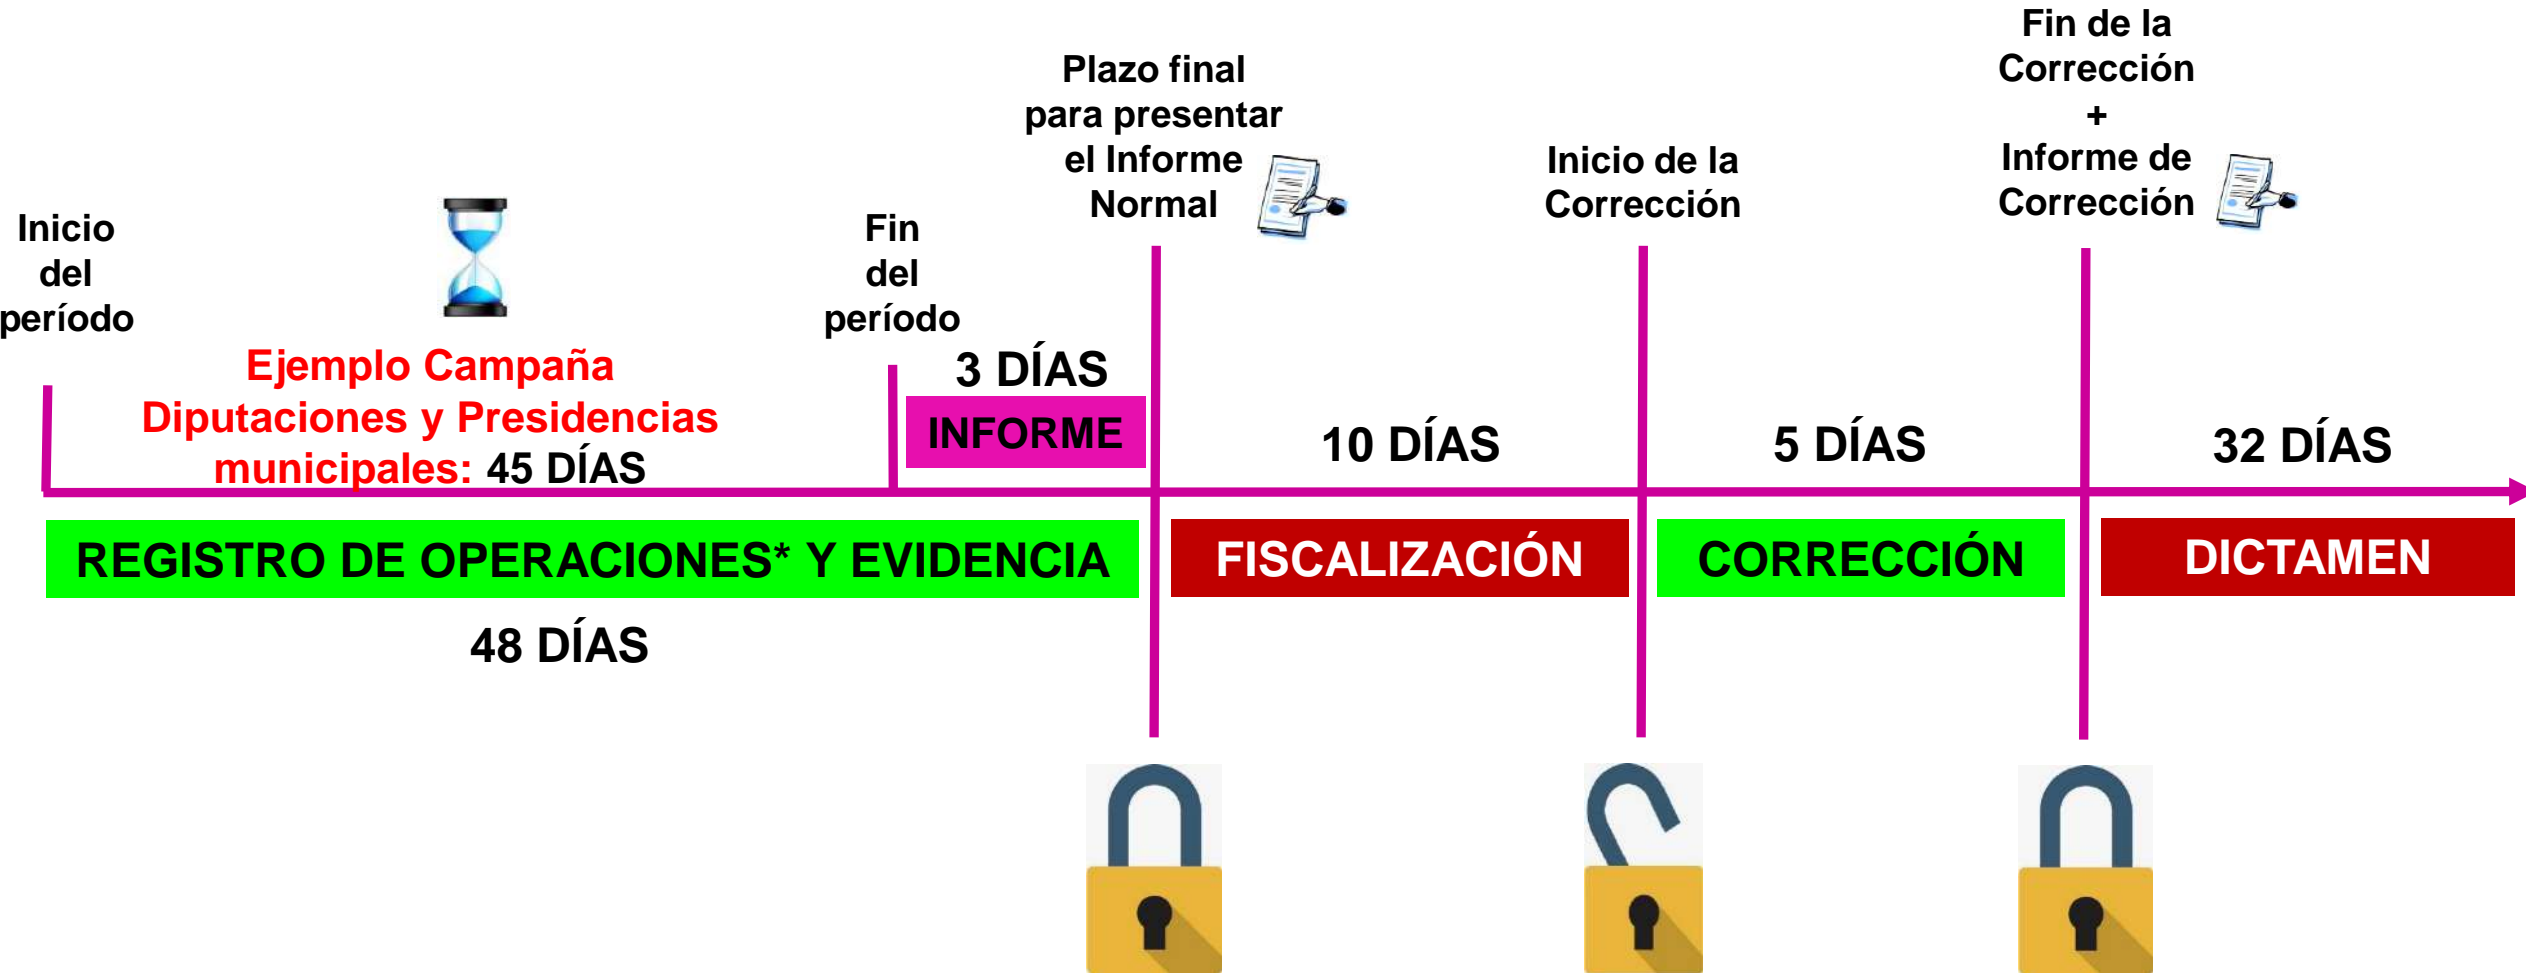 Inicio
del
período
Ejemplo Campaña
Diputaciones y Presidencias
municipales: 45 DÍAS
Fin
del
período
3 DÍAS
INFORME
Plazo final
para presentar
el Informe
Normal
10 DÍAS
Inicio de la
Corrección
5 DÍAS
Fin de la
Corrección
+
Informe de
Corrección
32 DÍAS
REGISTRO DE OPERACIONES* Y EVIDENCIA
FISCALIZACIÓN
CORRECCIÓN
DICTAMEN
48 DÍAS